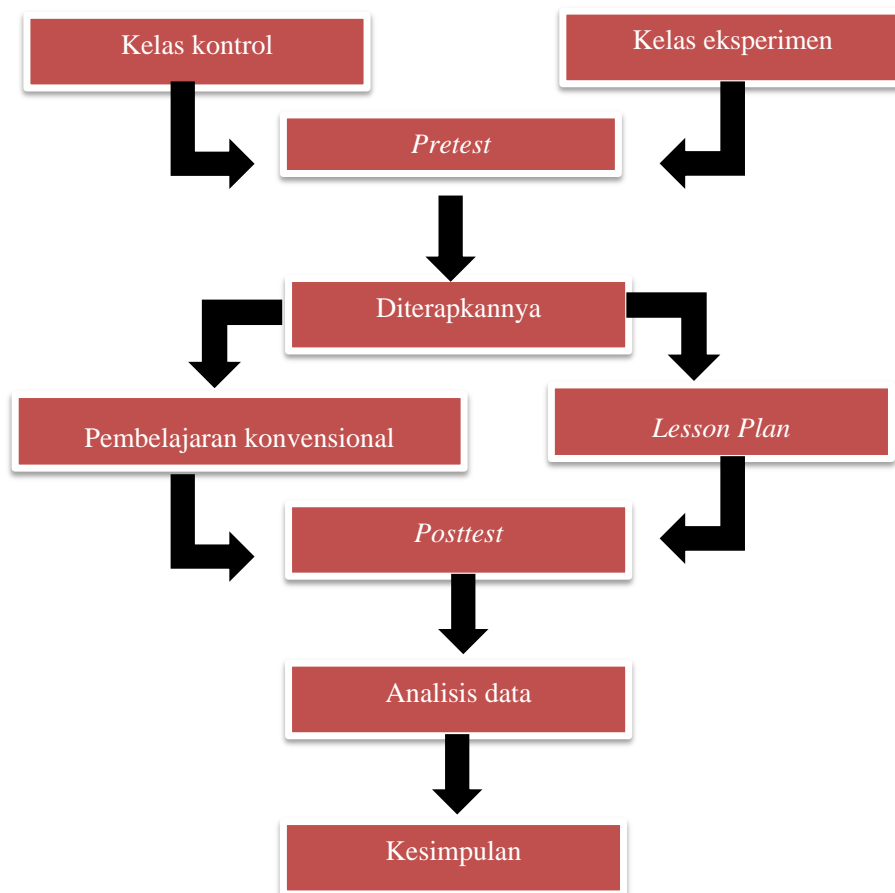 Kelas kontrol
Kelas eksperimen
Pretest
Diterapkannya
Pembelajaran konvensional
Lesson Plan
Posttest
Analisis data
Kesimpulan